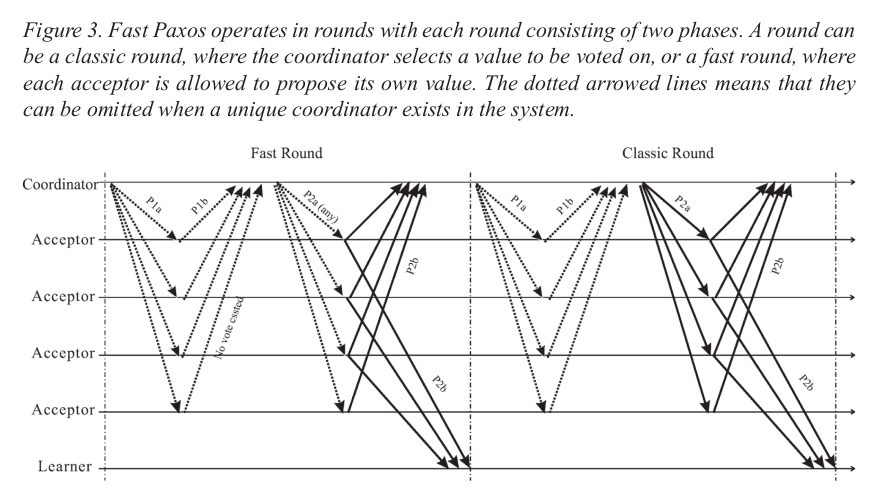 Figure 3. Fast Paxos operates in rounds with each round consisting of two phases. A round can
be a classic round, where the coordinator selects a value to be voted on, or a fast round, where
each acceptor is allowed to propose its own value. The dotted arrowed lines means that they
can be omitted when a unique coordinator exists in the system.
Fast Round
Classic Round
Coordinator
P1a
P1b
P2a (any)
P1a
P1b
P2a
Acceptor
P2b
P2b
Acceptor
No vote
Acceptor
P2b
P2b
Acceptor
Learner